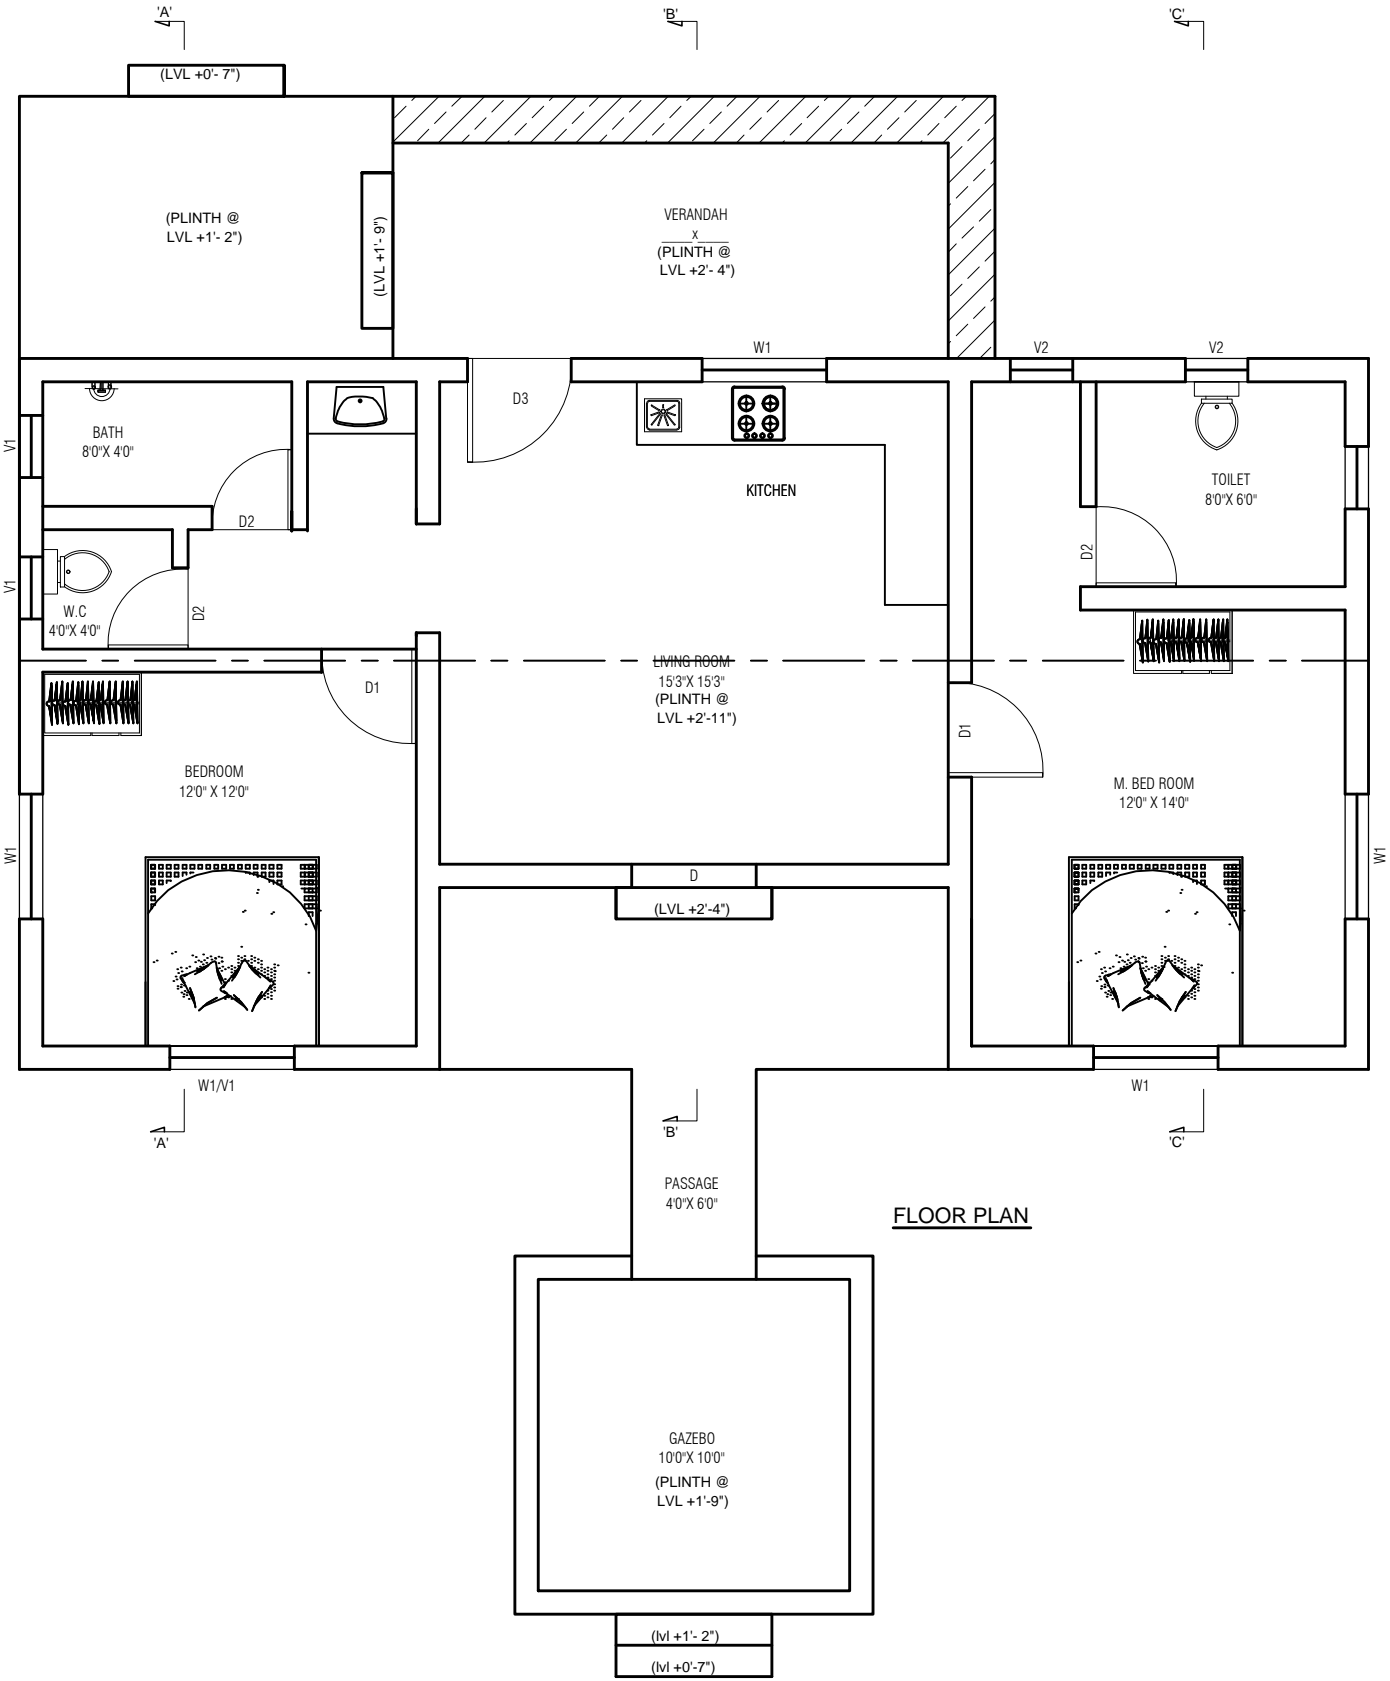 'A'
'B'
'C'
(LVL +0'- 7")
(PLINTH @
LVL +1'- 2")
(LVL +1'- 9")
VERANDAH
____x____
(PLINTH @
LVL +2'- 4")
W1
V2
V2
D3
V1
BATH
8'0"X 4'0"
D2
KITCHEN
TOILET
8'0"X 6'0"
D2
V1
W.C
4'0"X 4'0"
D2
LIVING ROOM
15'3"X 15'3"
(PLINTH @
LVL +2'-11")
D1
D1
BEDROOM
12'0" X 12'0"
M. BED ROOM
12'0" X 14'0"
W1
W1
D
(LVL +2'-4")
W1/V1
W1
'A'
'B'
'C'
PASSAGE
4'0"X 6'0"
FLOOR PLAN
GAZEBO
10'0"X 10'0"
(PLINTH @
LVL +1'-9")
(lvl +1'- 2")
(lvl +0'-7")